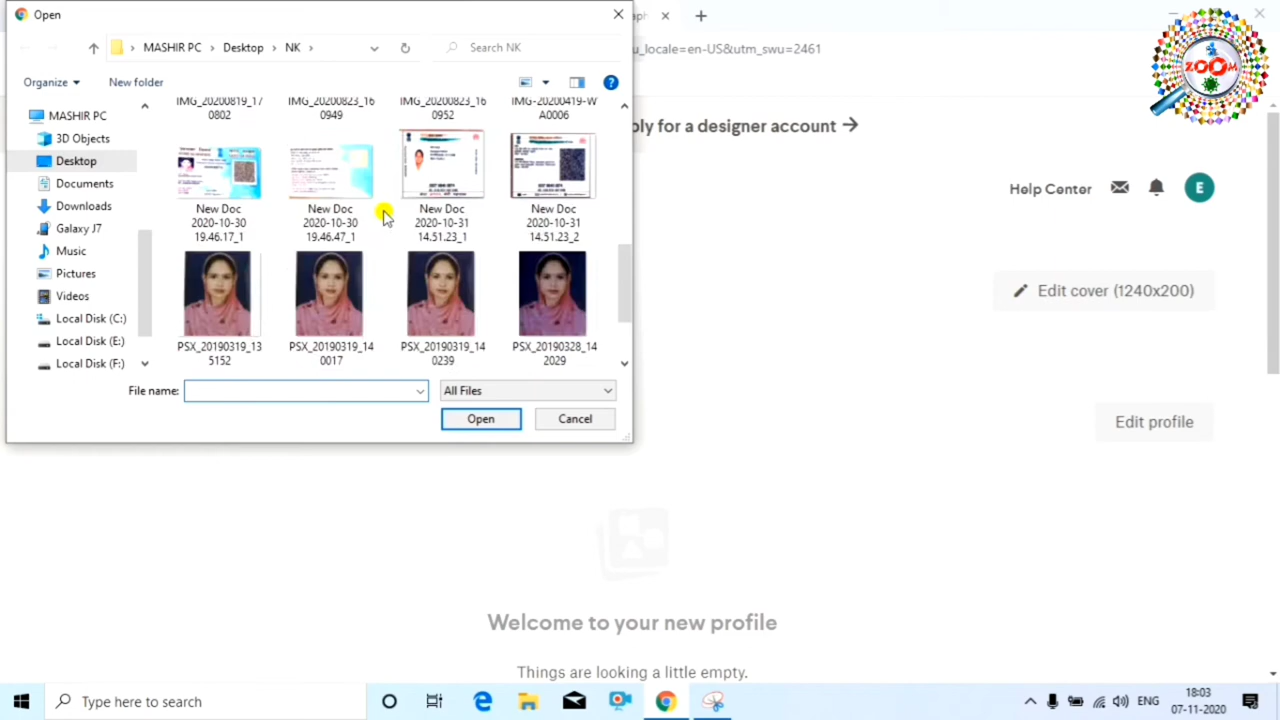 Open
MASHIR PC > Desktop > NK >
Search NK
u_locale=en-US&utm_swu=2461
ZOOM
Organize
New folder
MASHIR PC
3D Objects
Desktop
Documents
Downloads
Galaxy J7
Music
Pictures
Videos
Local Disk (C:)
Local Disk (E:)
Local Disk (F:)
IMG_20200819_17
0802
IMG_20200823_16
0949
IMG_20200823_16
0952
IMG-20200419-W
A0006
New Doc
2020-10-30
19.46.17_1
New Doc
2020-10-30
19.46.47_1
New Doc
2020-10-31
14.51.23_1
New Doc
2020-10-31
14.51.23_2
PSX_20190319_13
5152
PSX_20190319_14
0017
PSX_20190319_14
0239
PSX_20190328_14
2029
File name:
All Files
Open
Cancel
ply for a designer account →
Help Center
E
Edit cover (1240x200)
Edit profile
Welcome to your new profile
Things are looking a little empty.
Type here to search
ENG
18:03
07-11-2020